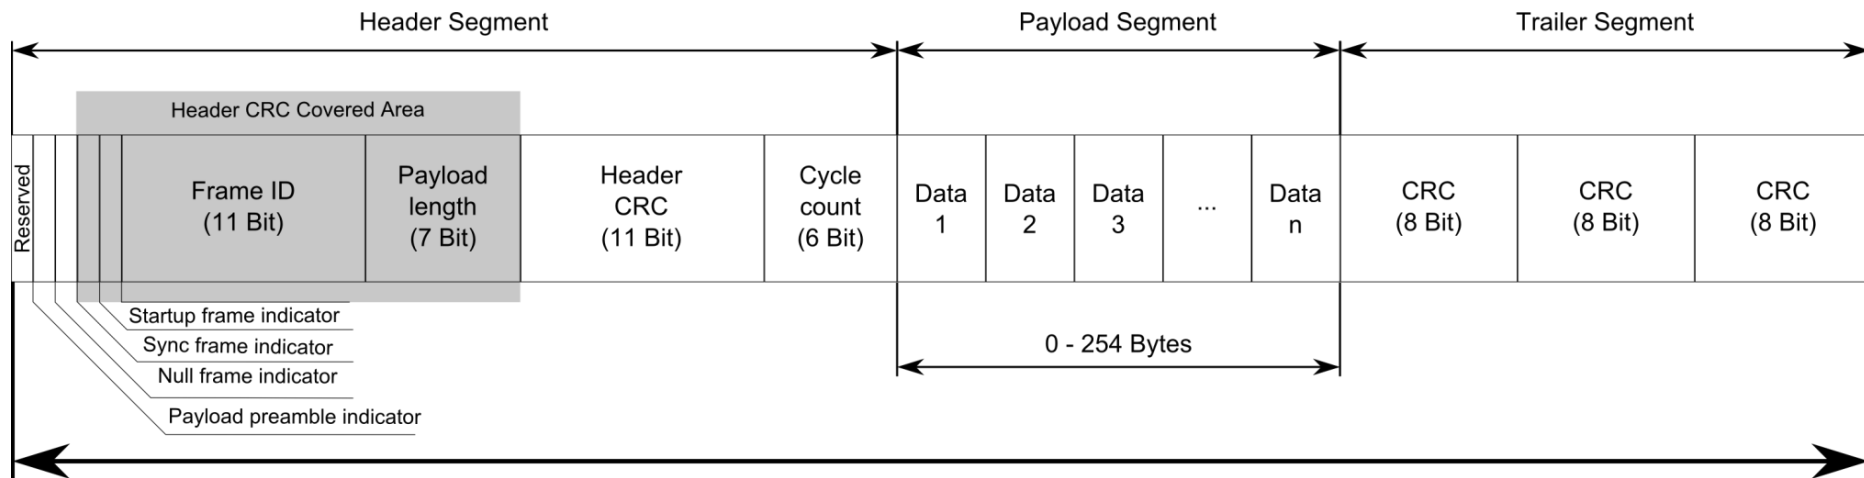 Header Segment
Payload Segment
Trailer Segment
Header CRC Covered Area
Reserved
Frame ID
(11 Bit)
Payload
length
(7 Bit)
Header
CRC
(11 Bit)
Cycle
count
(6 Bit)
Data
1
Data
2
Data
3
...
Data
n
CRC
(8 Bit)
CRC
(8 Bit)
CRC
(8 Bit)
Startup frame indicator
Sync frame indicator
Null frame indicator
Payload preamble indicator
0 - 254 Bytes